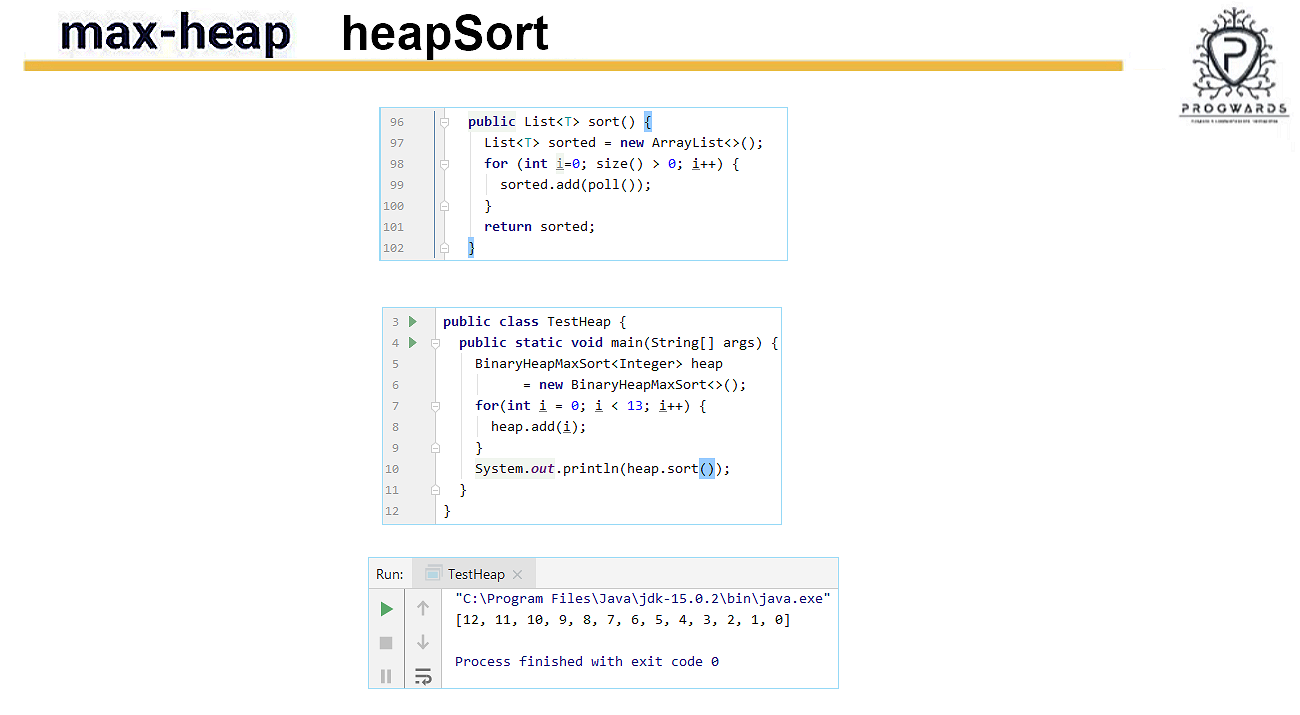 max-heap heapSort
PROGWARDS
96 public List<T> sort() {
97 List<T> sorted = new ArrayList<>();
98 for (int i=0; size() > 0; i++) {
99 sorted.add(poll());
100 }
101 return sorted;
102 }
3 public class TestHeap {
4 public static void main(String[] args) {
5 BinaryHeapMaxSort<Integer> heap
6 = new BinaryHeapMaxSort<>();
7 for(int i = 0; i < 13; i++) {
8 heap.add(i);
9 }
10 System.out.println(heap.sort());
11 }
12 }
Run: TestHeap
"C:\Program Files\Java\jdk-15.0.2\bin\java.exe"
[12, 11, 10, 9, 8, 7, 6, 5, 4, 3, 2, 1, 0]
Process finished with exit code 0